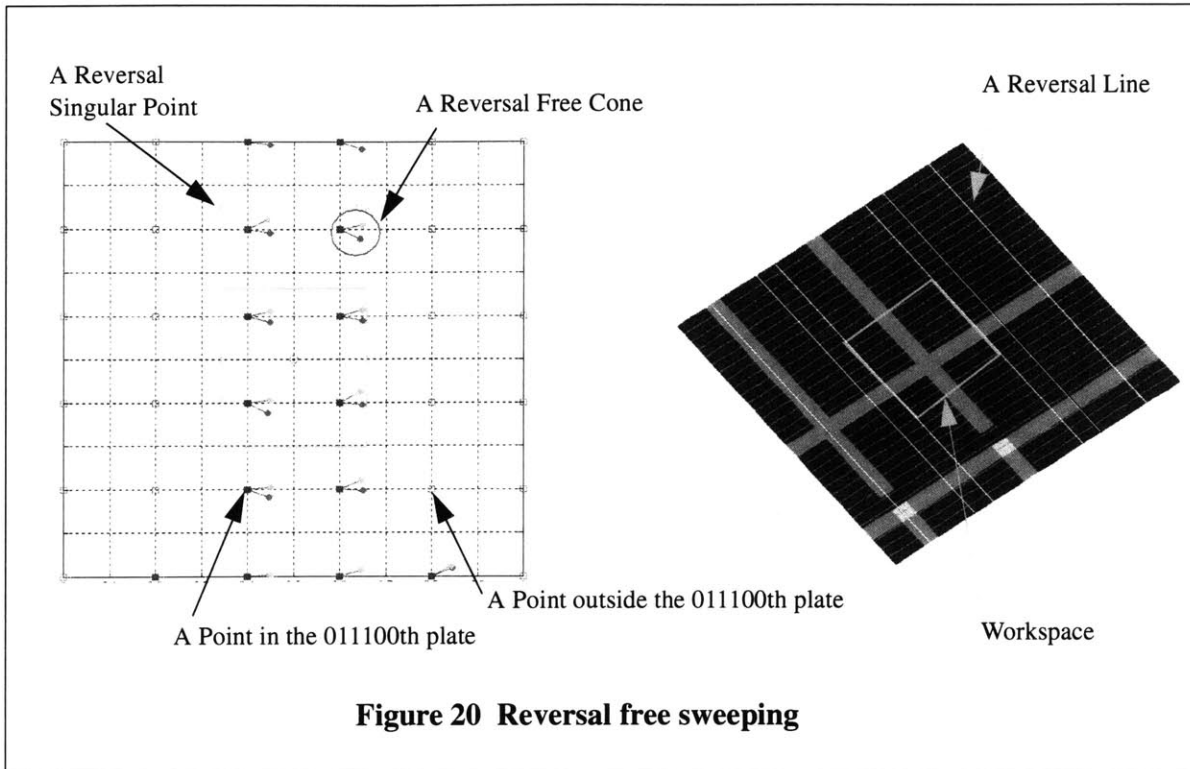 A Reversal
Singular Point
A Reversal Free Cone
A Reversal Line
A Point in the 011100th plate
A Point outside the 011100th plate
Workspace
Figure 20 Reversal free sweeping